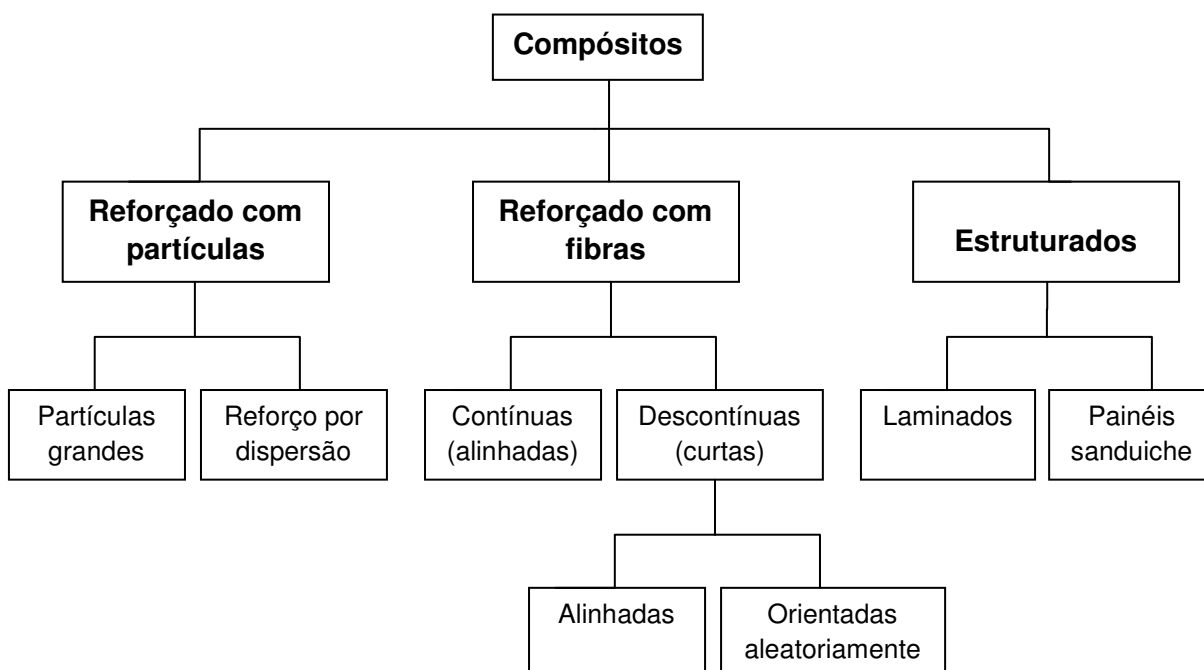 Compósitos
Reforçado com
partículas
Reforçado com
fibras
Estruturados
Partículas
grandes
Reforço por
dispersão
Contínuas
(alinhadas)
Descontínuas
(curtas)
Laminados
Painéis
sanduiche
Alinhadas
Orientadas
aleatoriamente